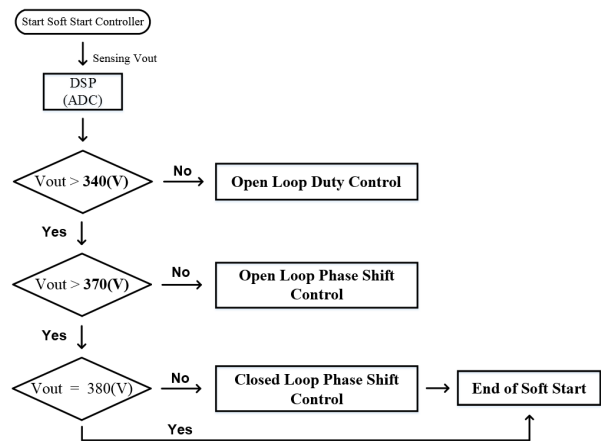 Start Soft Start Controller
Sensing Vout
DSP
(ADC)
Vout > 340(V)
No
Open Loop Duty Control
Yes
Vout > 370(V)
No
Open Loop Phase Shift
Control
Yes
Vout = 380(V)
No
Closed Loop Phase Shift
Control
End of Soft Start
Yes